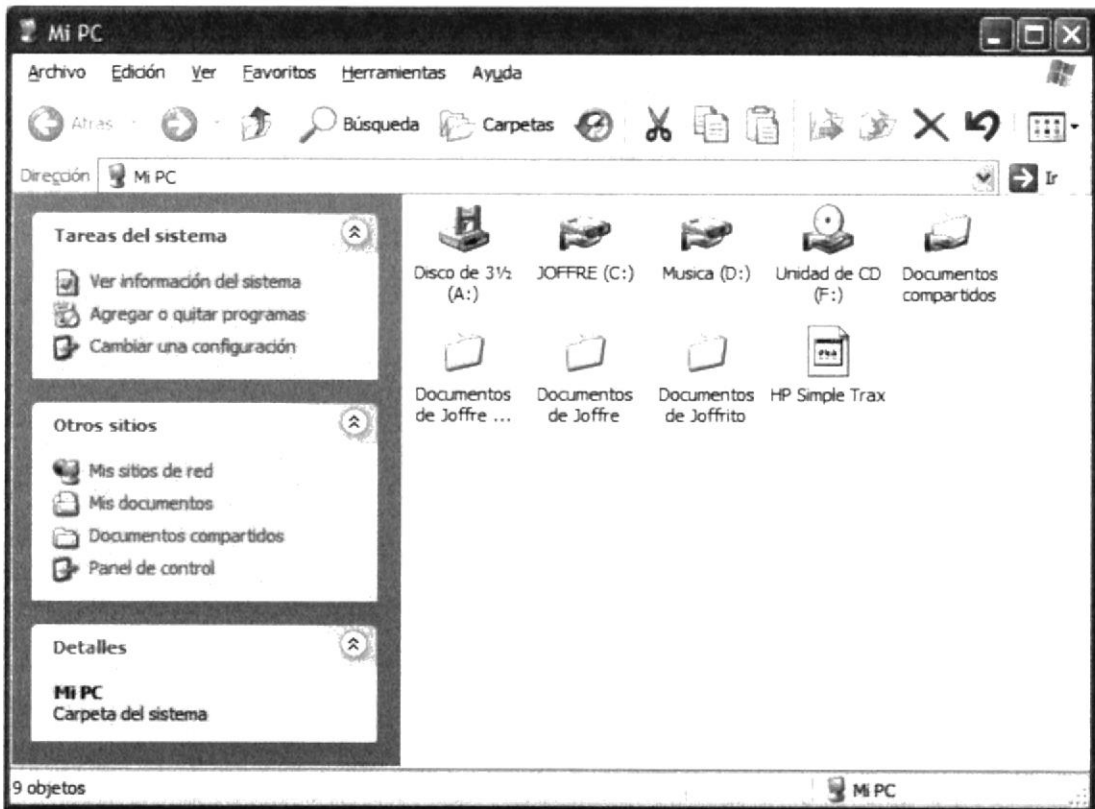 Mi PC
Archivo Edición Ver Favoritos Herramientas Ayuda
Atrás Búsqueda Carpetas
Dirección Mi PC Ir
Tareas del sistema
Ver información del sistema
Agregar o quitar programas
Cambiar una configuración
Otros sitios
Mis sitios de red
Mis documentos
Documentos compartidos
Panel de control
Detalles
Mi PC
Carpeta del sistema
Disco de 3½ (A:)
JOFFRE (C:)
Musica (D:)
Unidad de CD (F:)
Documentos compartidos
Documentos de Joffre ...
Documentos de Joffre
Documentos de Joffrito
HP Simple Trax
9 objetos
Mi PC